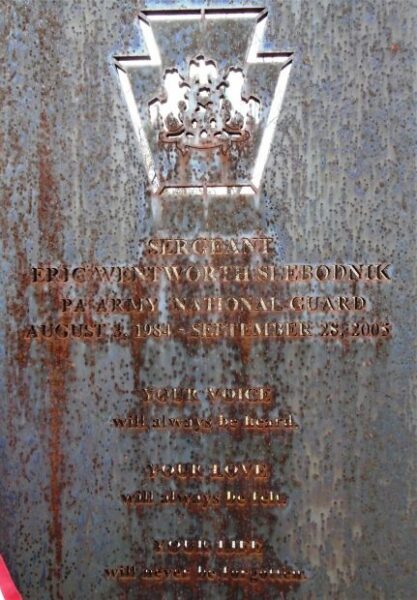 SERGEANT
ERIC WENTWORTH SLEBODNIK
PA ARMY NATIONAL GUARD
AUGUST 3, 1984 - SEPTEMBER 28, 2005
YOUR VOICE
will always be heard.
YOUR LOVE
will always be felt.
YOUR LIFE
will never be forgotten.